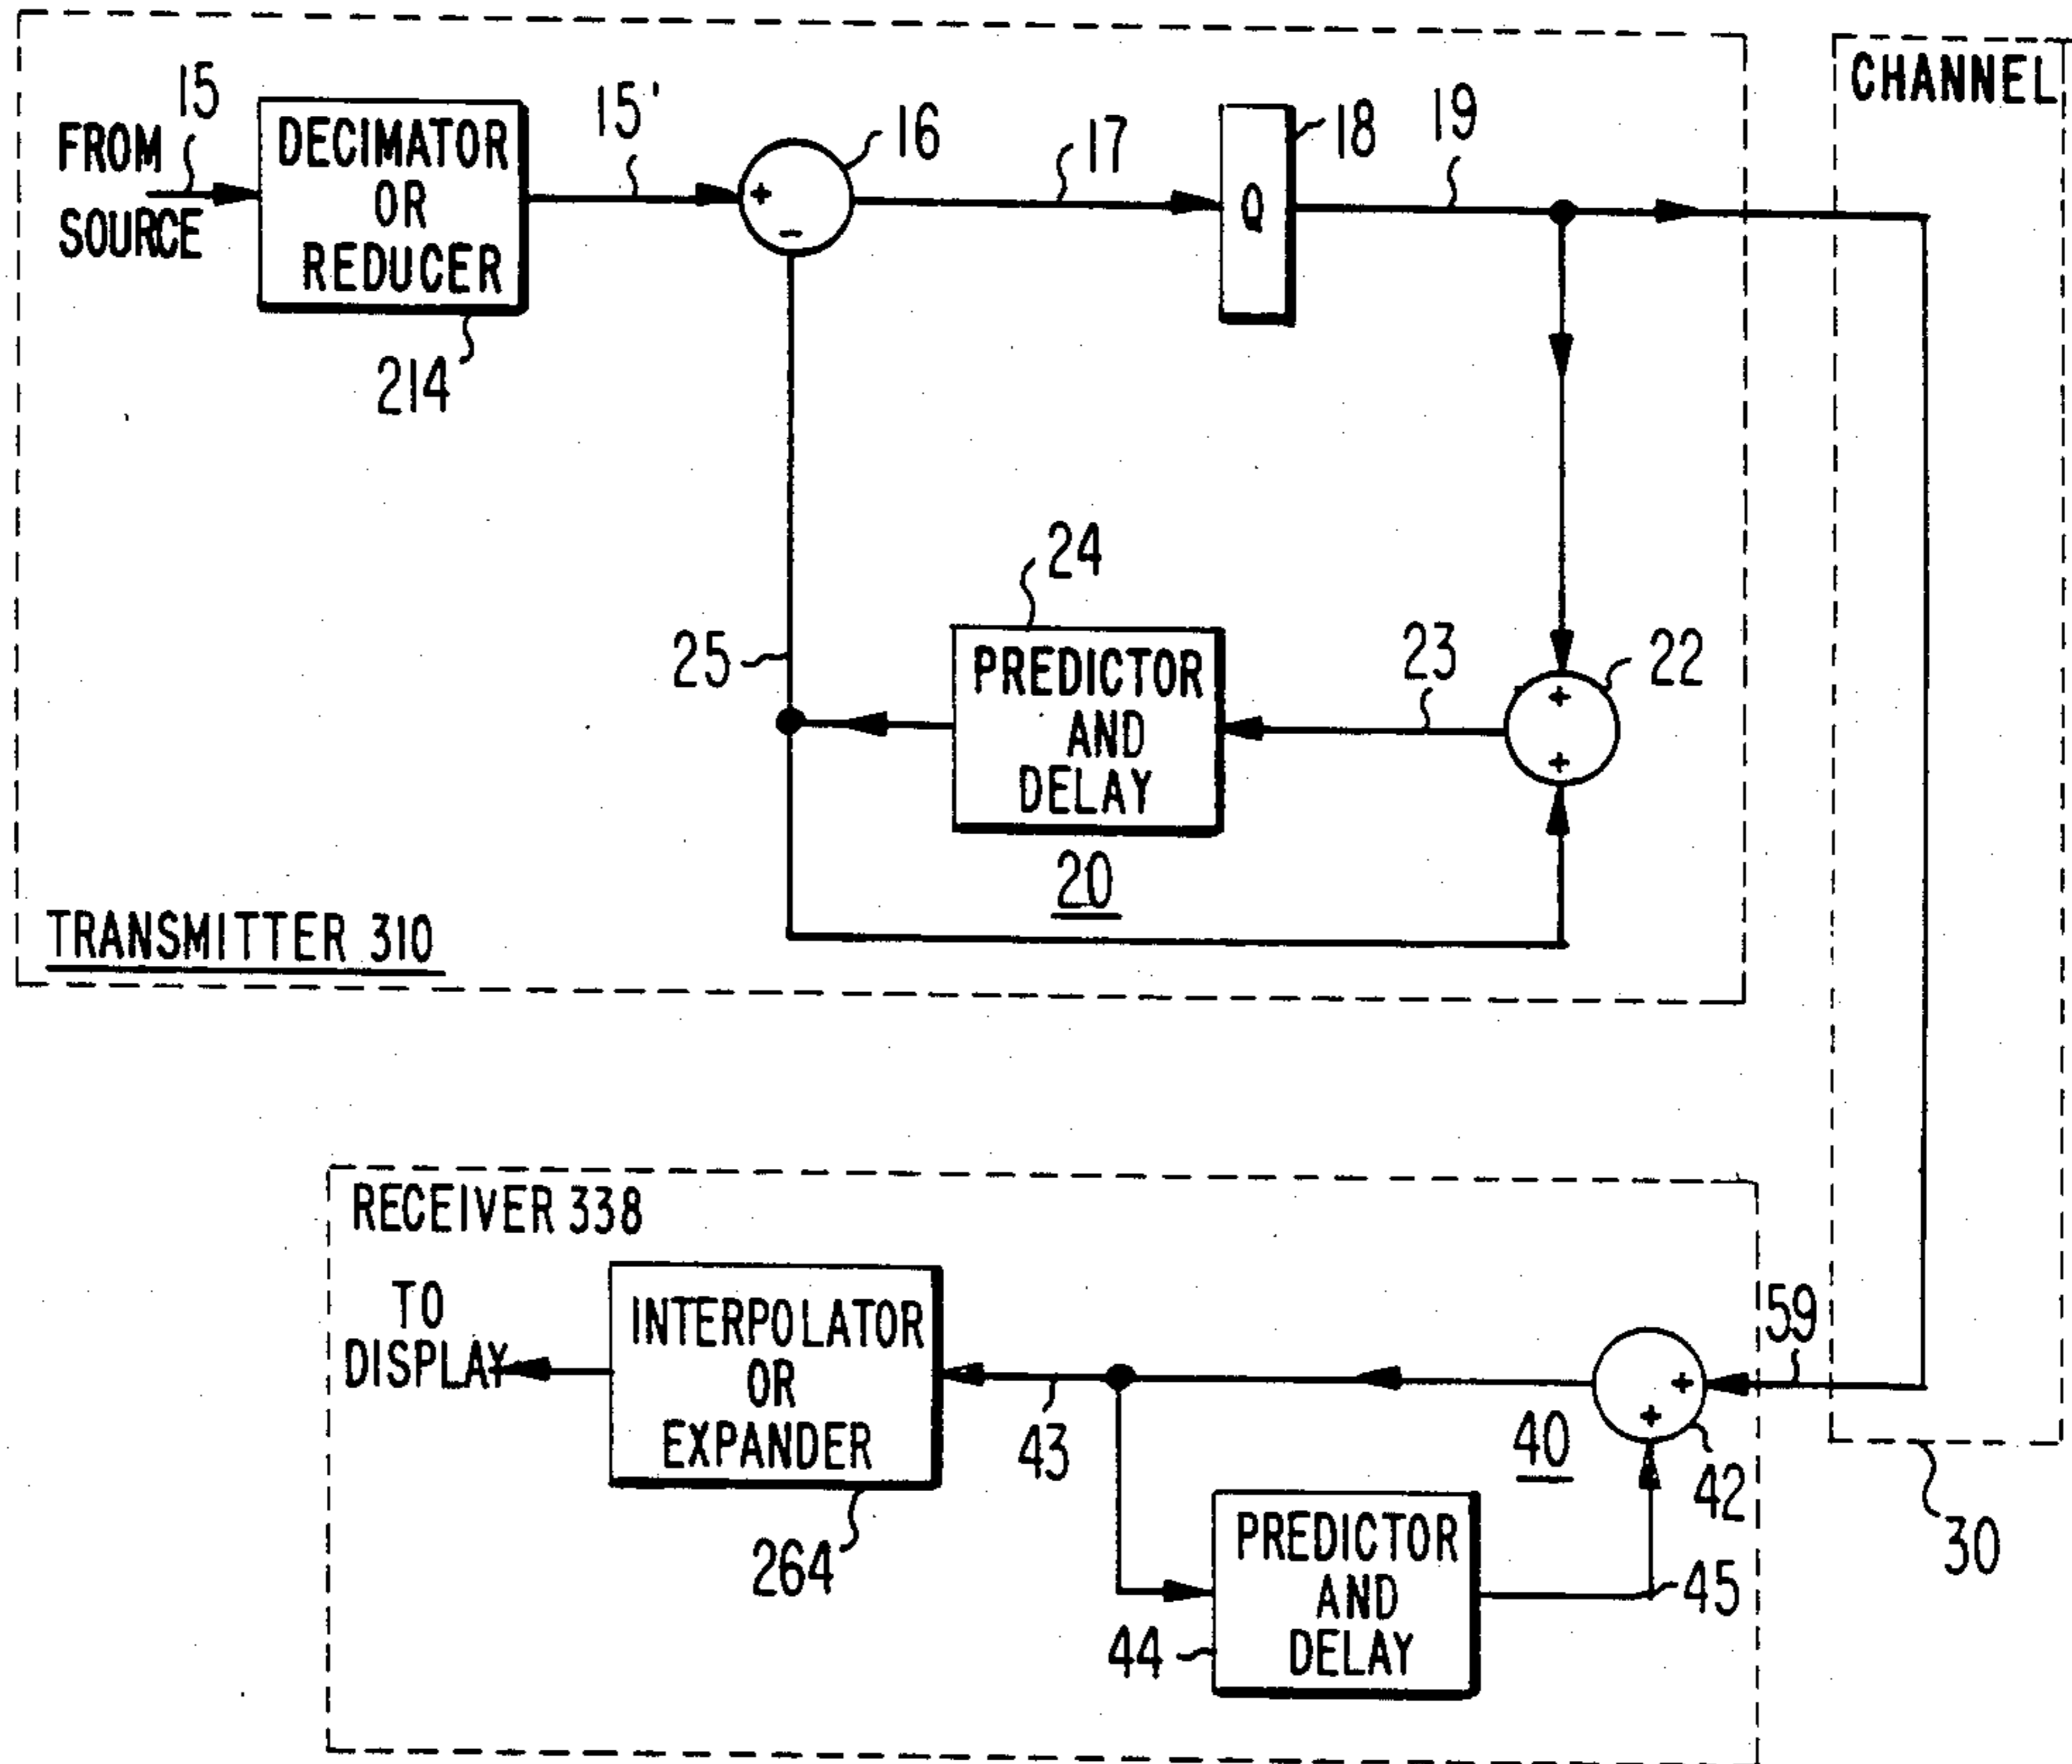 CHANNEL
15
FROM
SOURCE
DECIMATOR
OR
REDUCER
214
15'
+
-
16
17
Q
18
19
24
25
PREDICTOR
AND
DELAY
23
+
+
22
20
TRANSMITTER 310
RECEIVER 338
TO
DISPLAY
INTERPOLATOR
OR
EXPANDER
264
43
40
+
+
59
42
30
PREDICTOR
AND
DELAY
44
45